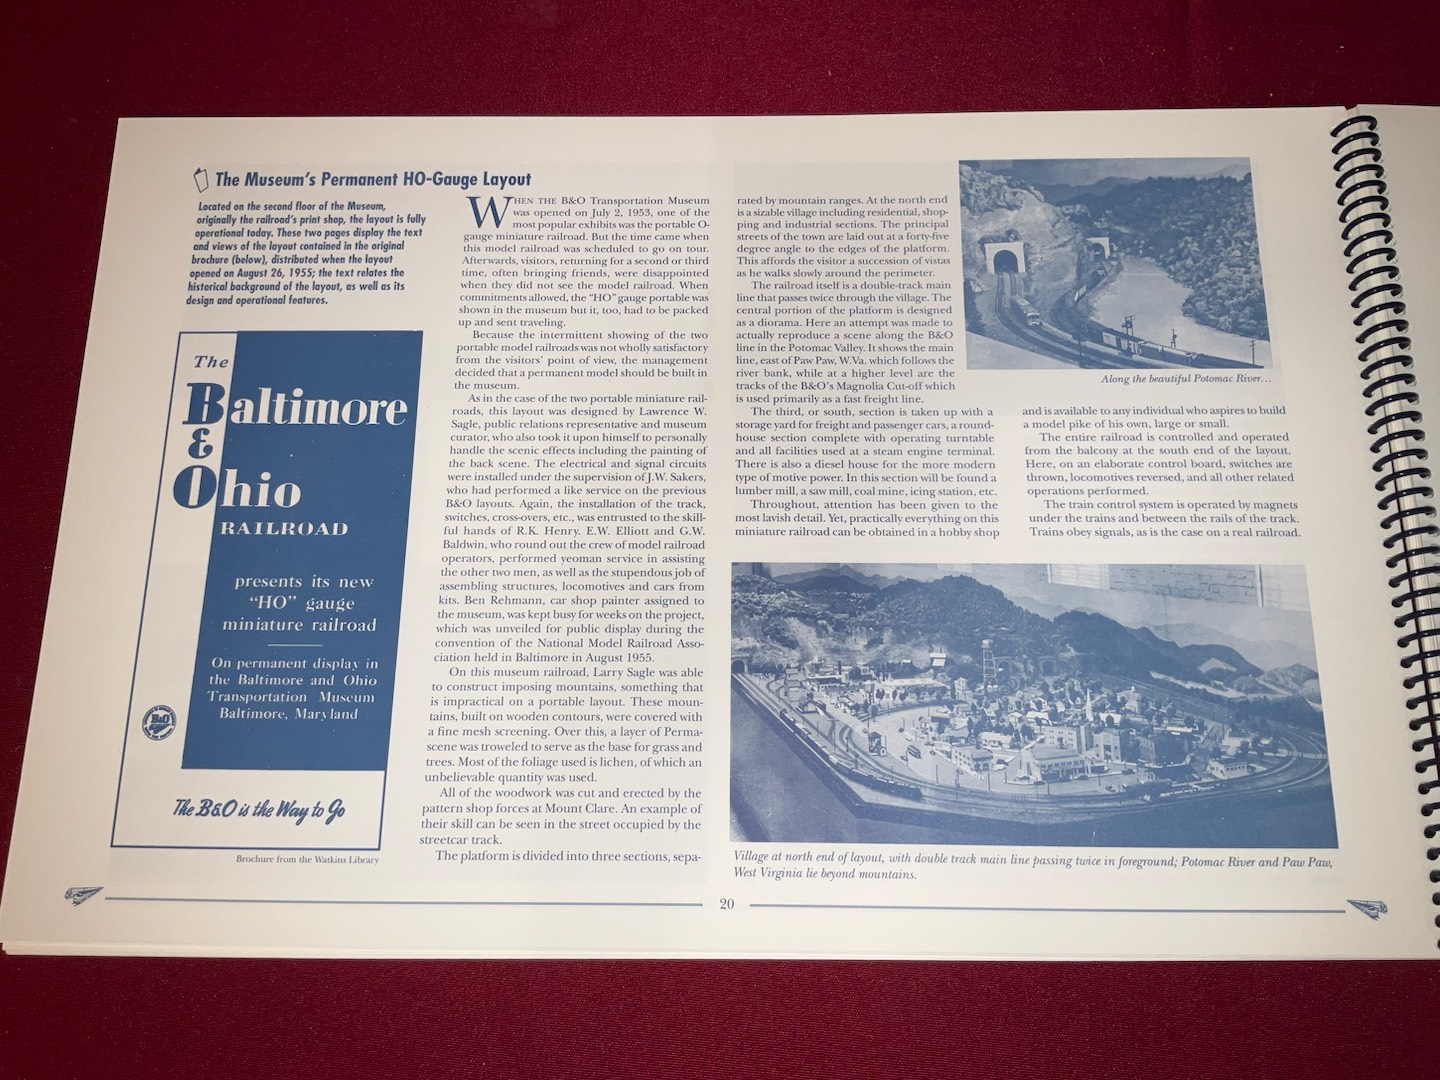 The Museum's Permanent HO-Gauge Layout
Located on the second floor of the Museum,
originally the railroad's print shop, the layout is fully
operational today. These two pages display the text
and views of the layout contained in the original
brochure (below), distributed when the layout
opened on August 26, 1955; the text relates the
historical background of the layout, as well as its
design and operational features.
The
Baltimore
&
Ohio
RAILROAD
presents its new
"HO" gauge
miniature railroad
On permanent display in
the Baltimore and Ohio
Transportation Museum
Baltimore, Maryland
B&O
The B&O is the Way to Go
Brochure from the Watkins Library
WHEN THE B&O Transportation Museum
was opened on July 2, 1953, one of the
most popular exhibits was the portable O-
gauge miniature railroad. But the time came when
this model railroad was scheduled to go on tour.
Afterwards, visitors, returning for a second or third
time, often bringing friends, were disappointed
when they did not see the model railroad. When
commitments allowed, the "HO" gauge portable was
shown in the museum but it, too, had to be packed
up and sent traveling.
Because the intermittent showing of the two
portable model railroads was not wholly satisfactory
from the visitors' point of view, the management
decided that a permanent model should be built in
the museum.
As in the case of the two portable miniature rail-
roads, this layout was designed by Lawrence W.
Sagle, public relations representative and museum
curator, who also took it upon himself to personally
handle the scenic effects including the painting of
the back scene. The electrical and signal circuits
were installed under the supervision of J.W. Sakers,
who had performed a like service on the previous
B&O layouts. Again, the installation of the track,
switches, cross-overs, etc., was entrusted to the skill-
ful hands of R.K. Henry. E.W. Elliott and G.W.
Baldwin, who round out the crew of model railroad
operators, performed yeoman service in assisting
the other two men, as well as the stupendous job of
assembling structures, locomotives and cars from
kits. Ben Rehmann, car shop painter assigned to
the museum, was kept busy for weeks on the project,
which was unveiled for public display during the
convention of the National Model Railroad Asso-
ciation held in Baltimore in August 1955.
On this museum railroad, Larry Sagle was able
to construct imposing mountains, something that
is impractical on a portable layout. These moun-
tains, built on wooden contours, were covered with
a fine mesh screening. Over this, a layer of Perma-
scene was troweled to serve as the base for grass and
trees. Most of the foliage used is lichen, of which an
unbelievable quantity was used.
All of the woodwork was cut and erected by the
pattern shop forces at Mount Clare. An example of
their skill can be seen in the street occupied by the
streetcar track.
The platform is divided into three sections, sepa-
rated by mountain ranges. At the north end
is a sizable village including residential, shop-
ping and industrial sections. The principal
streets of the town are laid out at a forty-five
degree angle to the edges of the platform.
This affords the visitor a succession of vistas
as he walks slowly around the perimeter.
The railroad itself is a double-track main
line that passes twice through the village. The
central portion of the platform is designed
as a diorama. Here an attempt was made to
actually reproduce a scene along the B&O
line in the Potomac Valley. It shows the main
line, east of Paw Paw, W.Va. which follows the
river bank, while at a higher level are the
tracks of the B&O's Magnolia Cut-off which
is used primarily as a fast freight line.
The third, or south, section is taken up with a
storage yard for freight and passenger cars, a round-
house section complete with operating turntable
and all facilities used at a steam engine terminal.
There is also a diesel house for the more modern
type of motive power. In this section will be found a
lumber mill, a saw mill, coal mine, icing station, etc.
Throughout, attention has been given to the
most lavish detail. Yet, practically everything on this
miniature railroad can be obtained in a hobby shop
Along the beautiful Potomac River...
and is available to any individual who aspires to build
a model pike of his own, large or small.
The entire railroad is controlled and operated
from the balcony at the south end of the layout.
Here, on an elaborate control board, switches are
thrown, locomotives reversed, and all other related
operations performed.
The train control system is operated by magnets
under the trains and between the rails of the track.
Trains obey signals, as is the case on a real railroad.
Village at north end of layout, with double track main line passing twice in foreground; Potomac River and Paw Paw,
West Virginia lie beyond mountains.
20